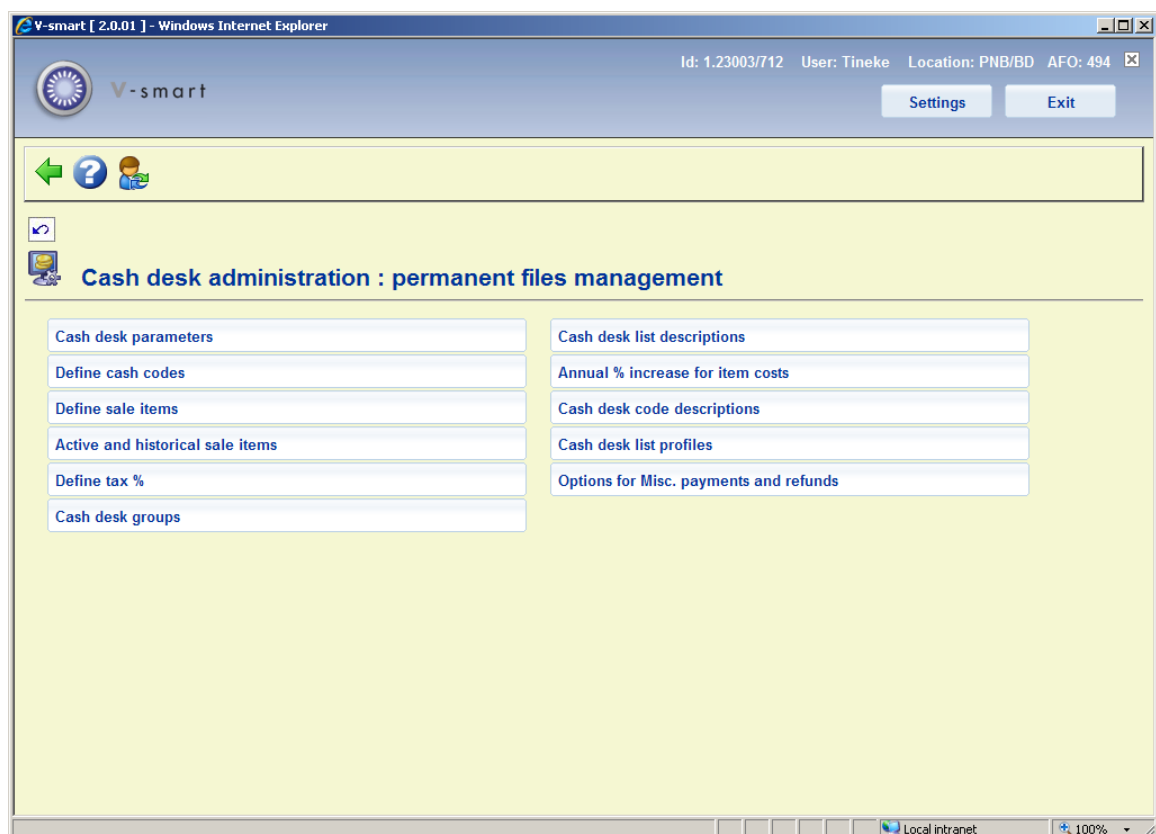 V-smart [ 2.0.01 ] - Windows Internet Explorer
Id: 1.23003/712 User: Tineke Location: PNB/BD AFO: 494
V-smart
Settings Exit
Cash desk administration : permanent files management
Cash desk parameters
Define cash codes
Define sale items
Active and historical sale items
Define tax %
Cash desk groups
Cash desk list descriptions
Annual % increase for item costs
Cash desk code descriptions
Cash desk list profiles
Options for Misc. payments and refunds
Local intranet 100%